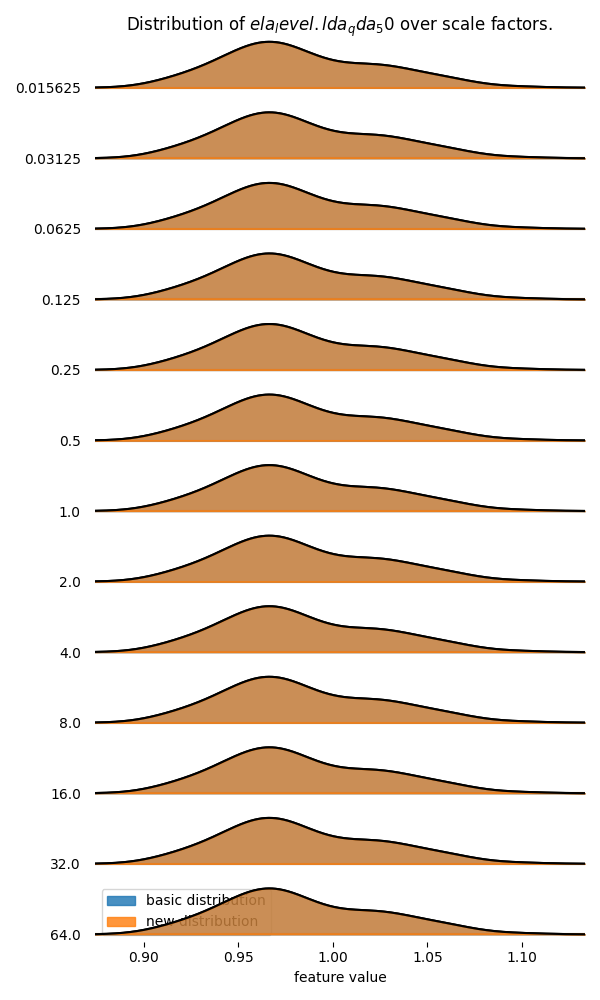 Distribution of ela_level.lda_qda_50 over scale factors.
0.015625
0.03125
0.0625
0.125
0.25
0.5
1.0
2.0
4.0
8.0
16.0
32.0
64.0
basic distribution
new distribution
0.90 0.95 1.00 1.05 1.10
feature value